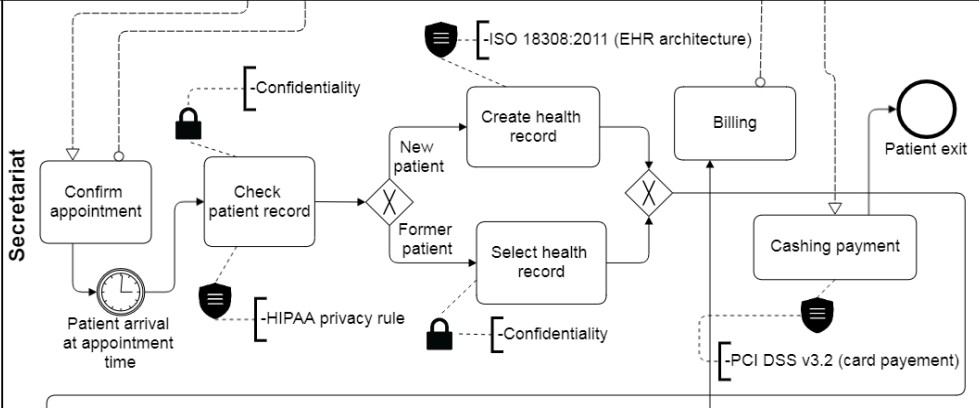 Secretariat
-ISO 18308:2011 (EHR architecture)
-Confidentiality
Create health
record
Billing
Patient exit
New
patient
Confirm
appointment
Check
patient record
X
X
Former
patient
Select health
record
Cashing payment
Patient arrival
at appointment
time
-HIPAA privacy rule
-Confidentiality
-PCI DSS v3.2 (card payement)